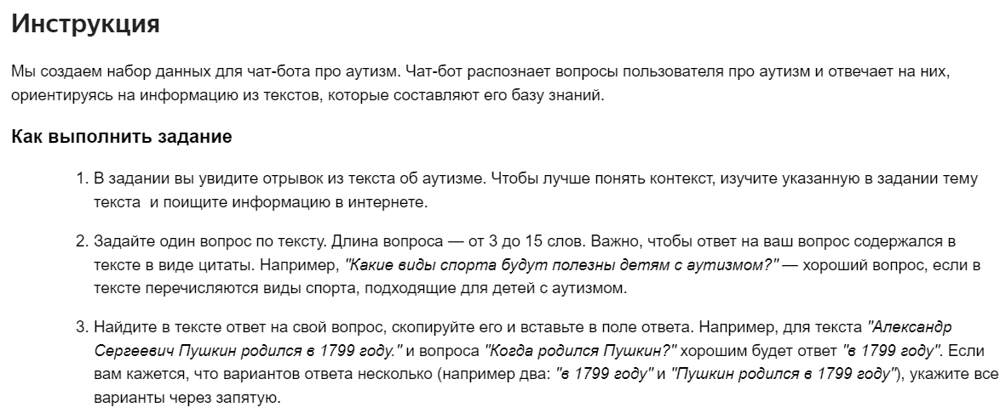 Инструкция
Мы создаем набор данных для чат-бота про аутизм. Чат-бот распознает вопросы пользователя про аутизм и отвечает на них,
ориентируясь на информацию из текстов, которые составляют его базу знаний.
Как выполнить задание
1. В задании вы увидите отрывок из текста об аутизме. Чтобы лучше понять контекст, изучите указанную в задании тему
текста и поищите информацию в интернете.
2. Задайте один вопрос по тексту. Длина вопроса — от 3 до 15 слов. Важно, чтобы ответ на ваш вопрос содержался в
тексте в виде цитаты. Например, "Какие виды спорта будут полезны детям с аутизмом?" — хороший вопрос, если в
тексте перечисляются виды спорта, подходящие для детей с аутизмом.
3. Найдите в тексте ответ на свой вопрос, скопируйте его и вставьте в поле ответа. Например, для текста "Александр
Сергеевич Пушкин родился в 1799 году." и вопроса "Когда родился Пушкин?" хорошим будет ответ "в 1799 году". Если
вам кажется, что вариантов ответа несколько (например два: "в 1799 году" и "Пушкин родился в 1799 году"), укажите все
варианты через запятую.